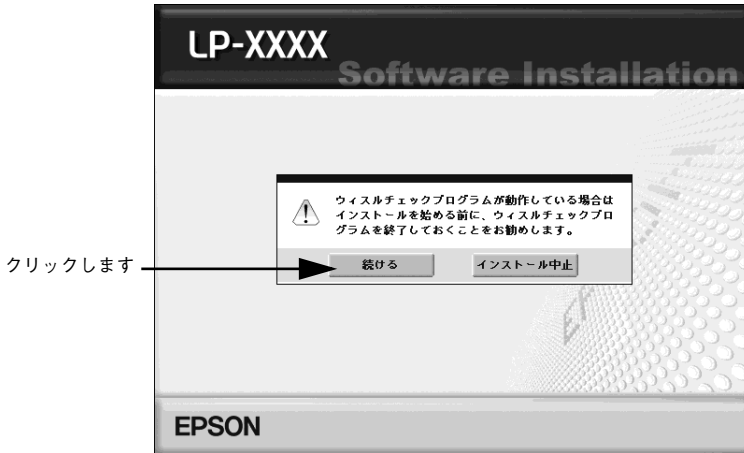 LP-XXXX
Software Installation
ウィスルチェックプログラムが動作している場合は
インストールを始める前に、ウィスルチェックプロ
グラムを終了しておくことをお勧めします。
クリックします
続ける
インストール中止
EPSON